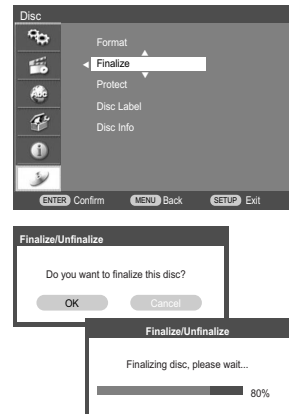 Disc
Format
Finalize
Protect
Disc Label
Disc Info
ENTER Confirm MENU Back SETUP Exit
Finalize/Unfinalize
Do you want to finalize this disc?
OK Cancel
Finalize/Unfinalize
Finalizing disc, please wait...
80%